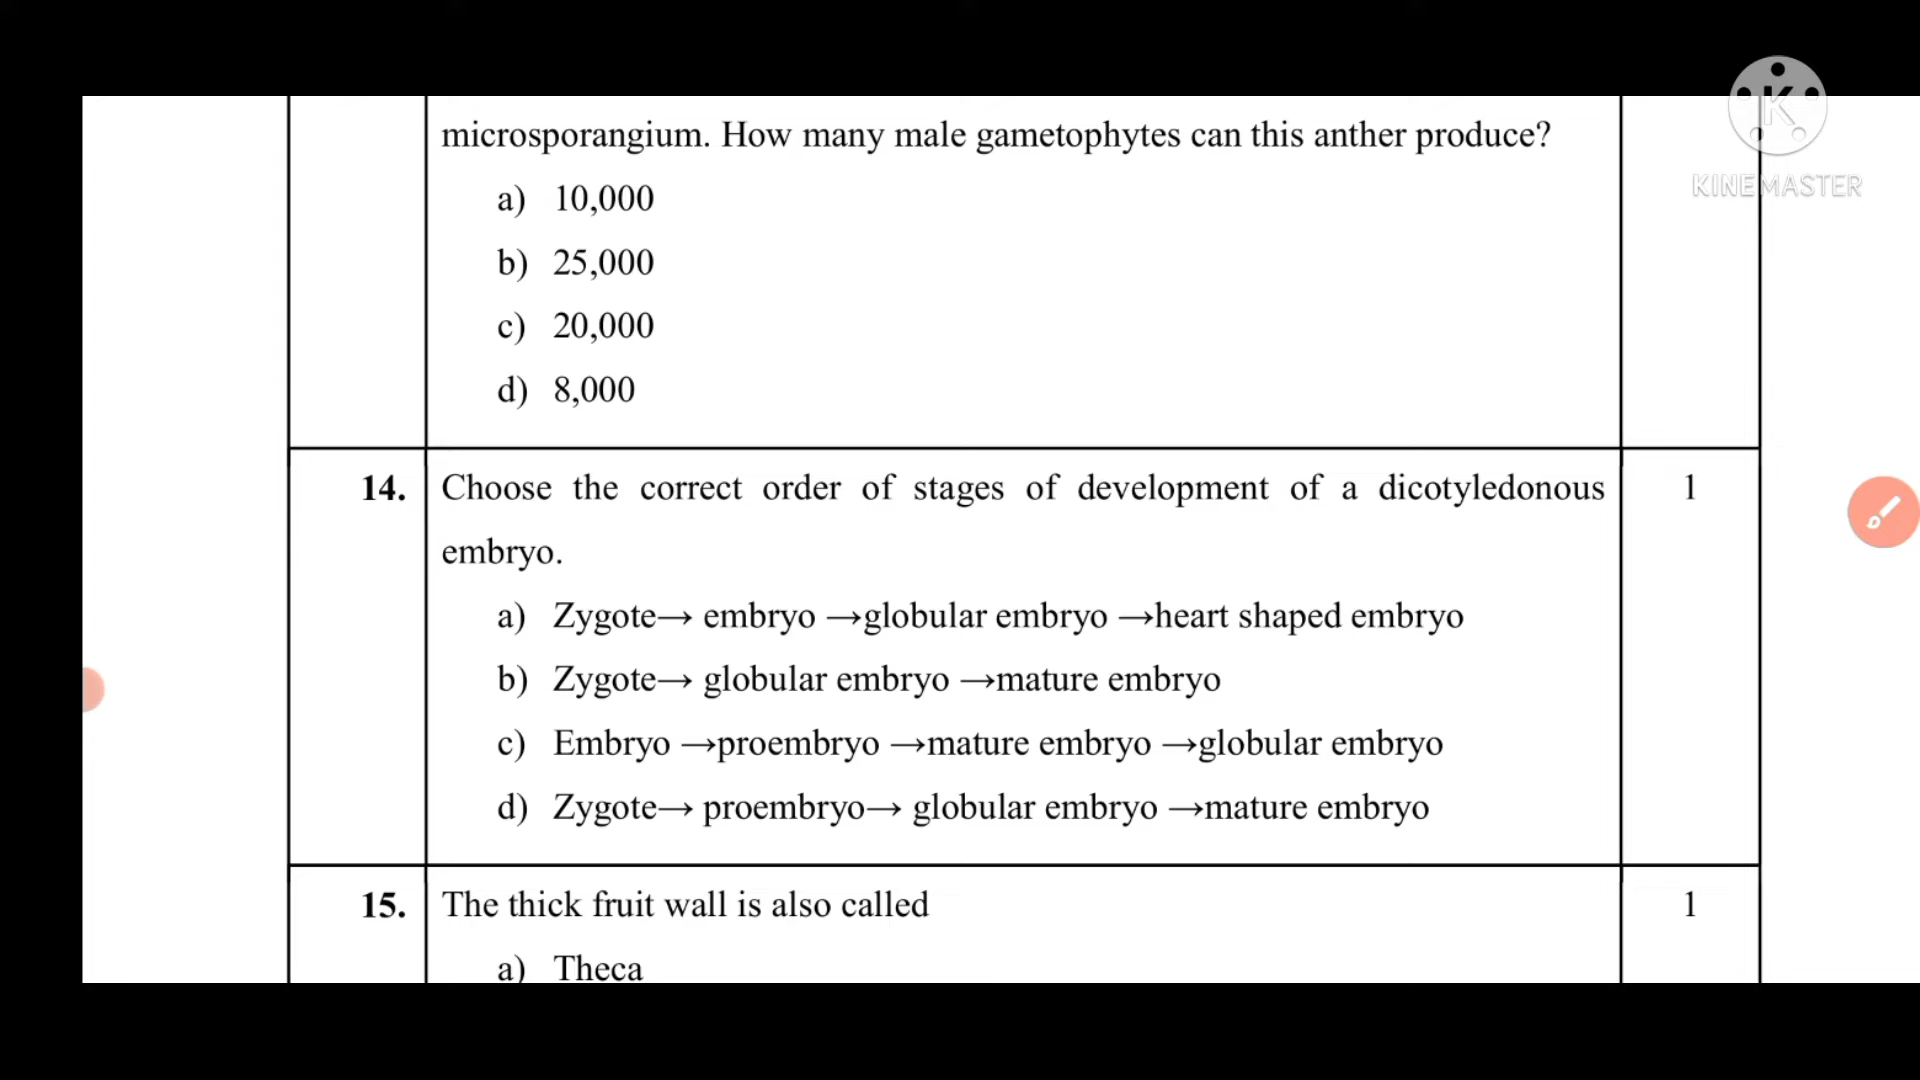 microsporangium. How many male gametophytes can this anther produce?
a) 10,000
b) 25,000
c) 20,000
d) 8,000
KINEMASTER
14. Choose the correct order of stages of development of a dicotyledonous 1
embryo.
a) Zygote→ embryo →globular embryo →heart shaped embryo
b) Zygote→ globular embryo →mature embryo
c) Embryo →proembryo →mature embryo →globular embryo
d) Zygote→ proembryo→ globular embryo →mature embryo
15. The thick fruit wall is also called 1
a) Theca